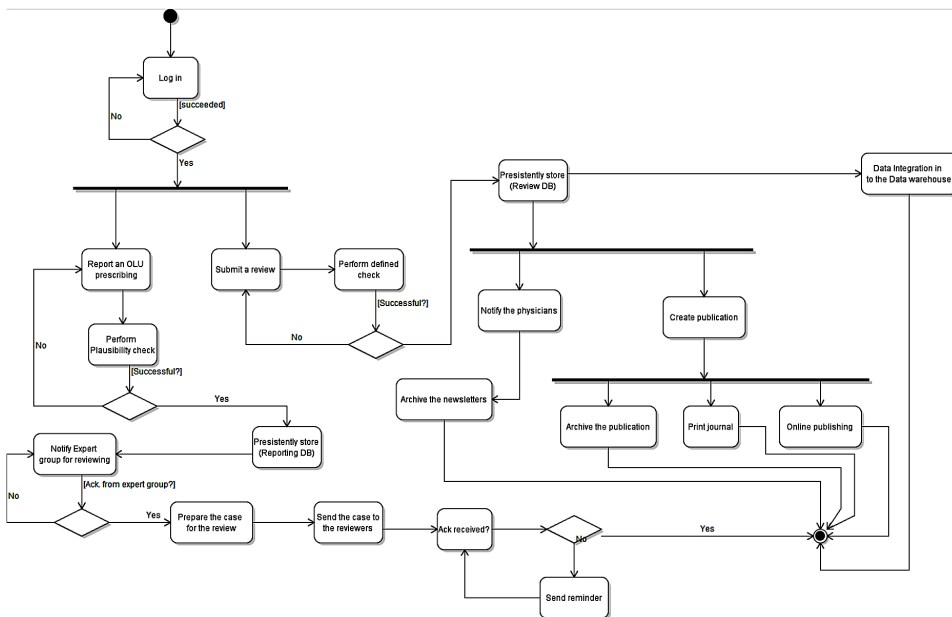 Log in
[succeeded]
No
Yes
Presistently store
(Review DB)
Data Integration in
to the Data warehouse
Report an OLU
prescribing
Submit a review
Perform defined
check
[Successful?]
No
Notify the physicians
Create publication
Perform
Plausibility check
No
[Successful?]
Yes
Archive the newsletters
Archive the publication
Print journal
Online publishing
Presistently store
(Reporting DB)
Notify Expert
group for reviewing
[Ack. from expert group?]
No
Yes
Prepare the case
for the review
Send the case to
the reviewers
Ack received?
No
Yes
Send reminder